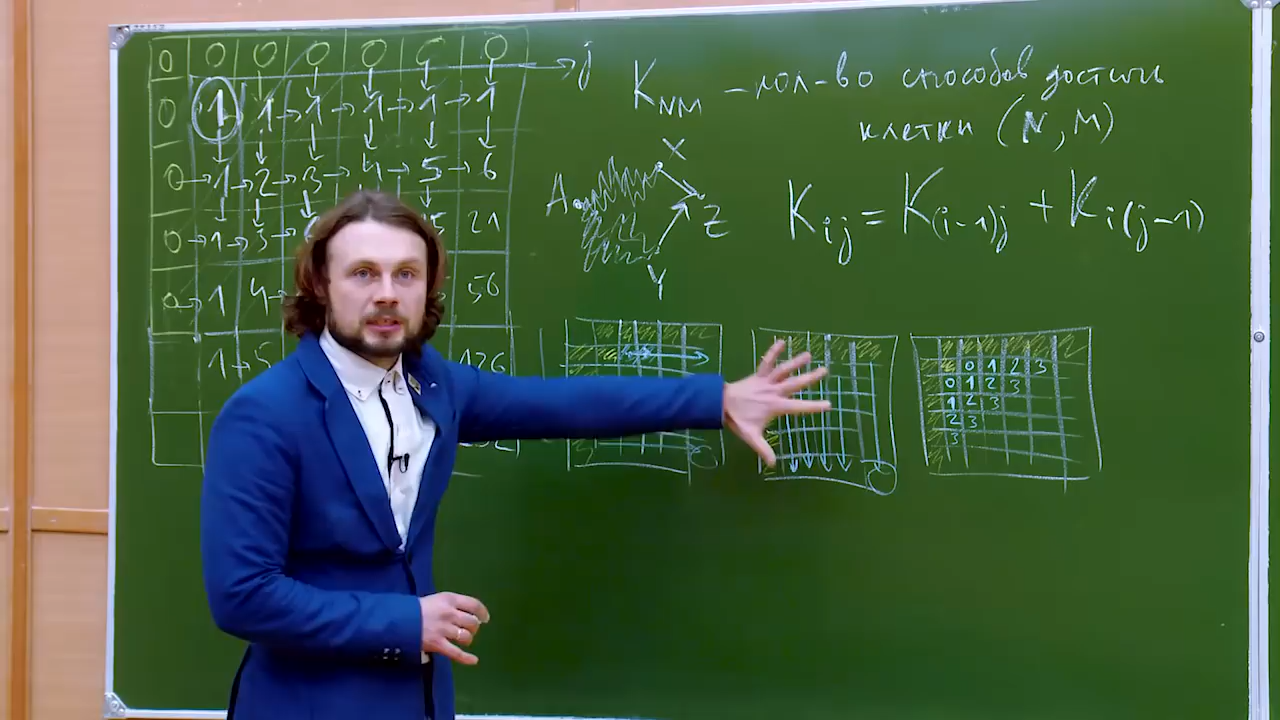 0 0 0 0 0 0 0
0 1 → 1 → 1 → 1 → 1 → 1 → j
0 → 1 → 2 → 3 → 4 → 5 → 6
0 → 1 → 3 21
0 → 1 4 56
1 → 5 126
K_NM – кол-во способов достичь
клетки (N, M)
X
A Z
Y
K_ij = K_(i-1)j + K_i(j-1)
0 1 2 3
0 1 2 3
1 2 3
2 3
3